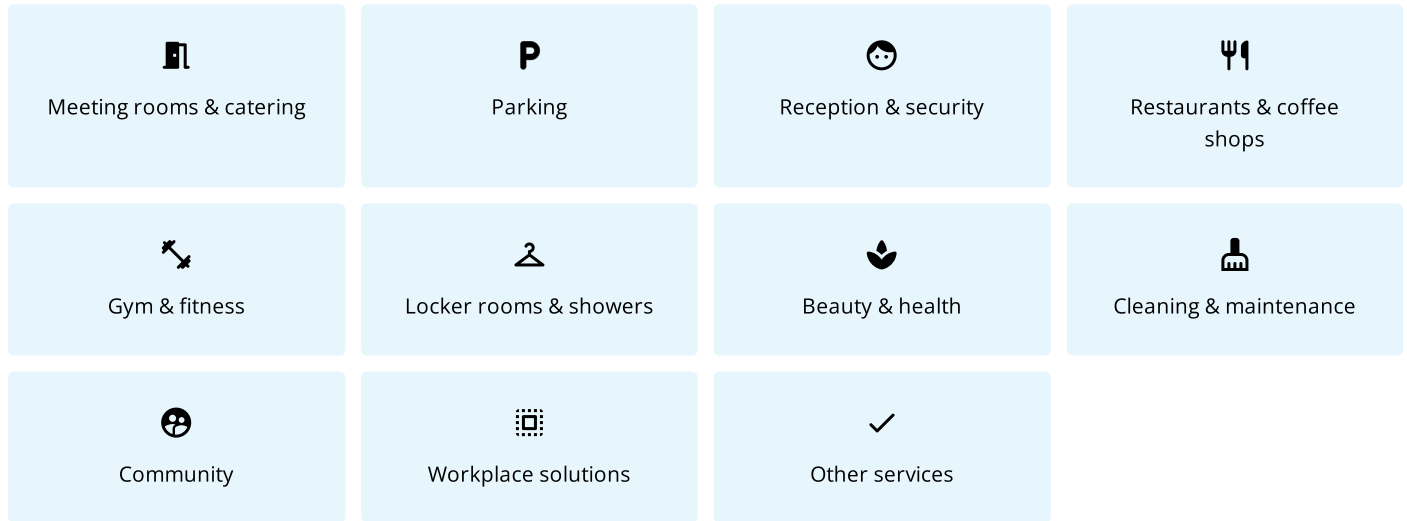 Meeting rooms & catering
Parking
Reception & security
Restaurants & coffee
shops
Gym & fitness
Locker rooms & showers
Beauty & health
Cleaning & maintenance
Community
Workplace solutions
Other services